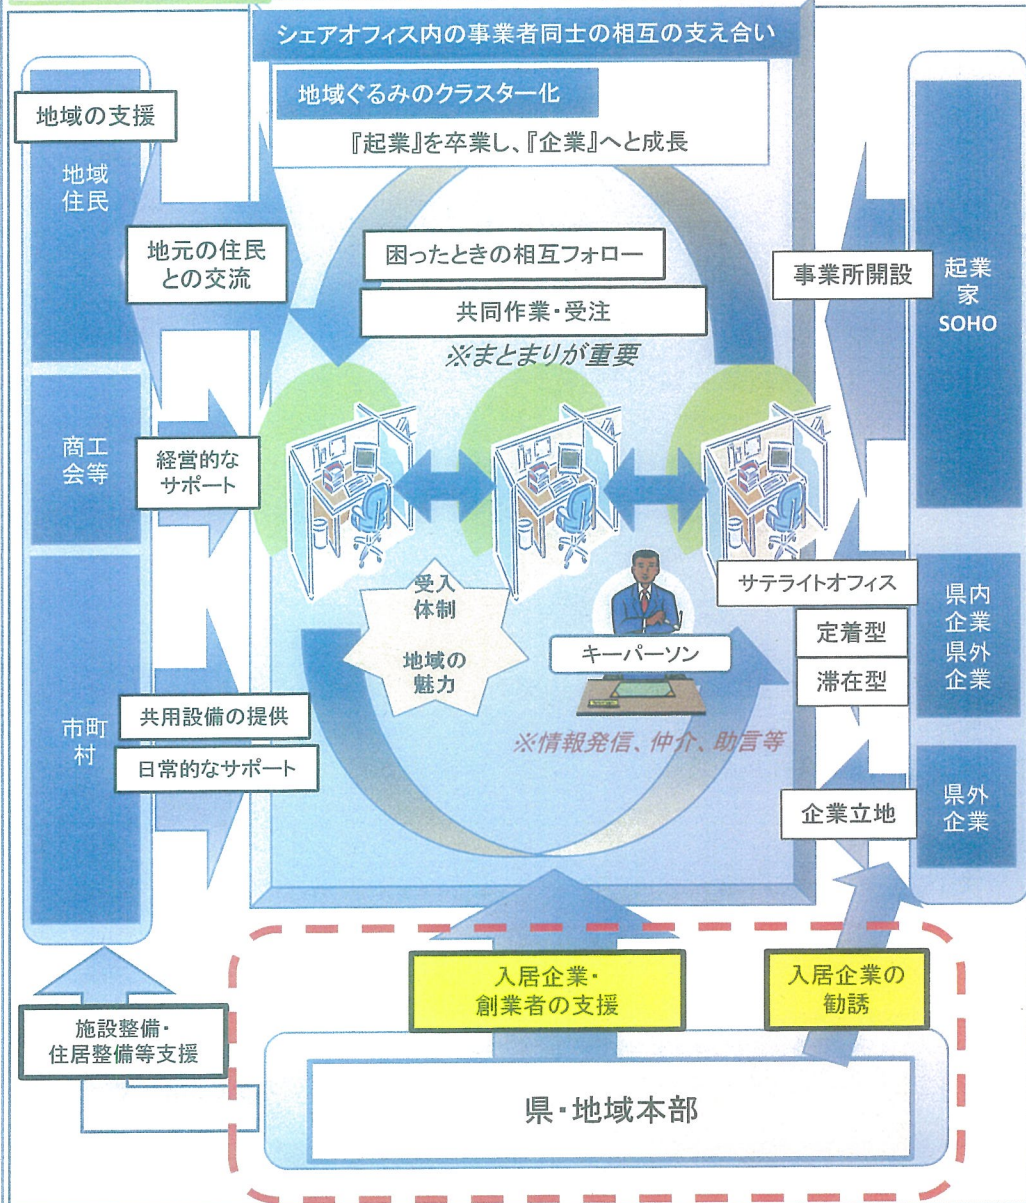 シェアオフィス内の事業者同士の相互の支え合い
地域ぐるみのクラスター化
『起業』を卒業し、『企業』へと成長
地域の支援
地域
住民
地元の住民
との交流
困ったときの相互フォロー
共同作業・受注
※まとまりが重要
事業所開設
起業
家
SOHO
商工
会等
経営的な
サポート
受入
体制
地域の
魅力
キーパーソン
※情報発信、仲介、助言等
サテライトオフィス
定着型
滞在型
県内
企業
県外
企業
市町
村
共用設備の提供
日常的なサポート
企業立地
県外
企業
入居企業・
創業者の支援
入居企業の
勧誘
施設整備・
住居整備等支援
県・地域本部